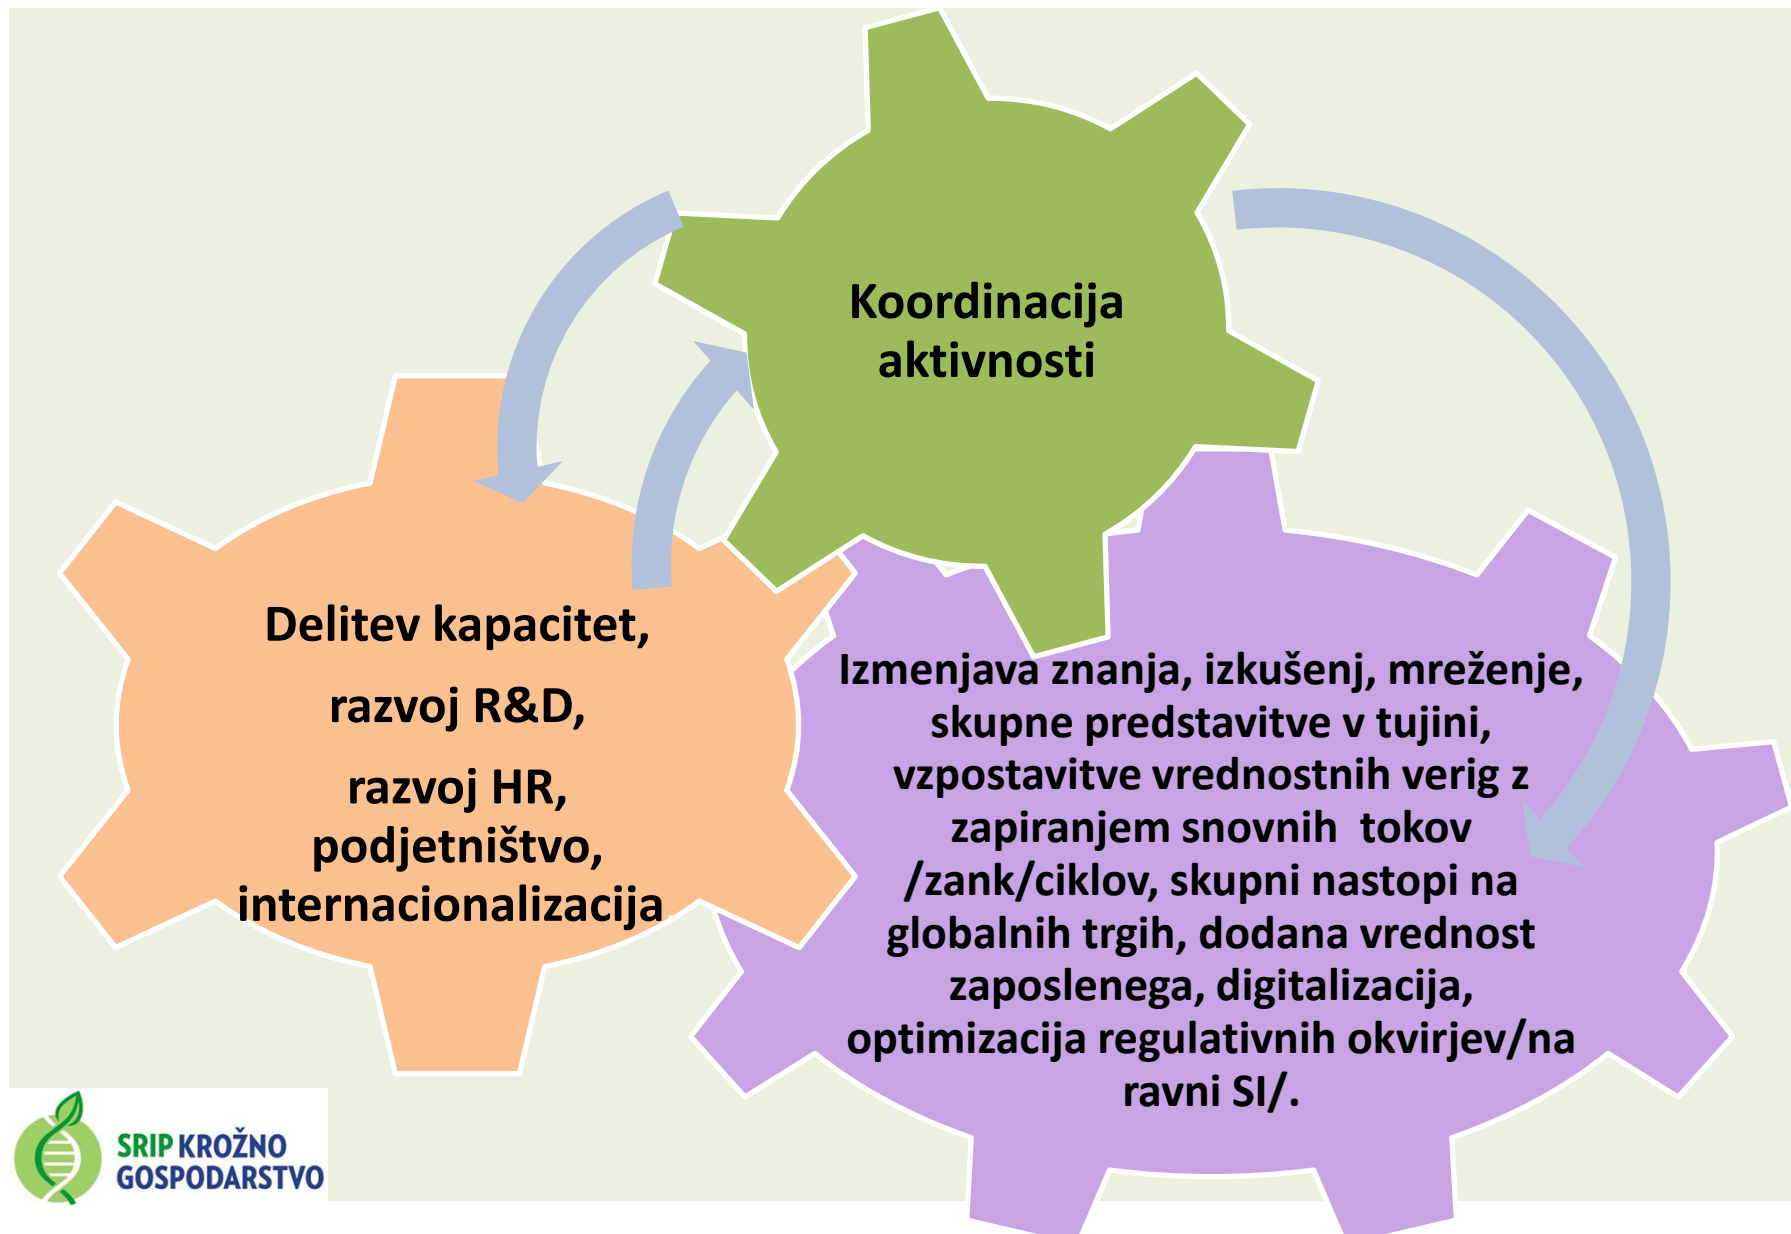 Koordinacija
aktivnosti
Delitev kapacitet,
razvoj R&D,
razvoj HR,
podjetništvo,
internacionalizacija
Izmenjava znanja, izkušenj, mreženje,
skupne predstavitve v tujini,
vzpostavitve vrednostnih verig z
zapiranjem snovnih tokov
/zank/ciklov, skupni nastopi na
globalnih trgih, dodana vrednost
zaposlenega, digitalizacija,
optimizacija regulativnih okvirjev/na
ravni SI/.
SRIP KROŽNO
GOSPODARSTVO